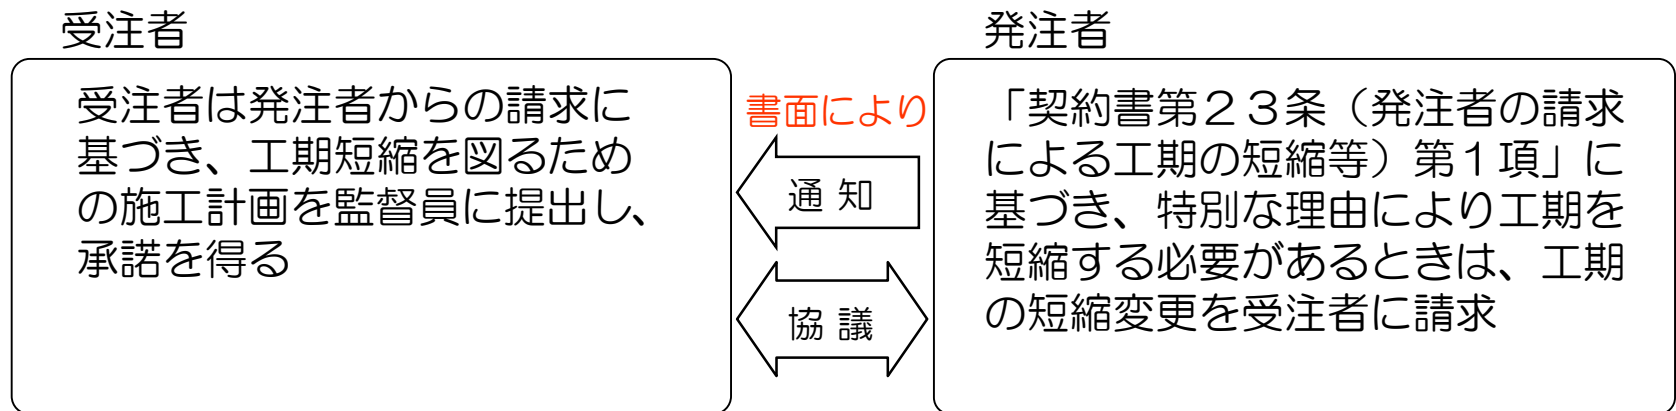 受注者
受注者は発注者からの請求に
基づき、工期短縮を図るため
の施工計画を監督員に提出し、
承諾を得る
書面により
通 知
協 議
発注者
「契約書第２３条（発注者の請求
による工期の短縮等）第１項」に
基づき、特別な理由により工期を
短縮する必要があるときは、工期
の短縮変更を受注者に請求